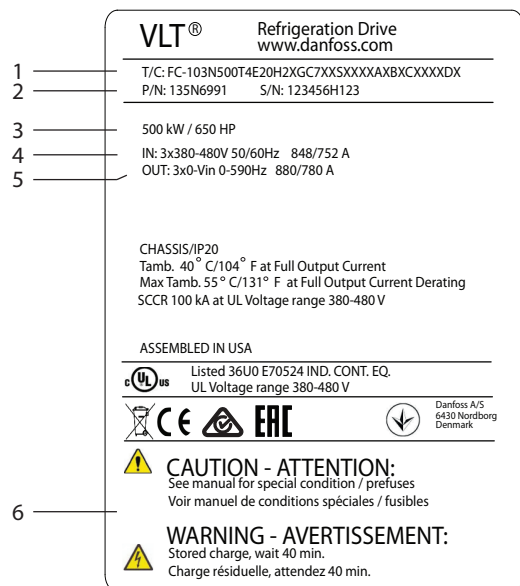 VLT® Refrigeration Drive
www.danfoss.com
1 T/C: FC-103N500T4E20H2XGC7XXSXXXXAXBXCXXXXDX
2 P/N: 135N6991 S/N: 123456H123
3 500 kW / 650 HP
4 IN: 3x380-480V 50/60Hz 848/752 A
5 OUT: 3x0-Vin 0-590Hz 880/780 A
CHASSIS/IP20
Tamb. 40° C/104° F at Full Output Current
Max Tamb. 55° C/131° F at Full Output Current Derating
SCCR 100 kA at UL Voltage range 380-480 V
ASSEMBLED IN USA
c UL us Listed 36U0 E70524 IND. CONT. EQ.
UL Voltage range 380-480 V
CE EAC
Danfoss A/S
6430 Nordborg
Denmark
CAUTION - ATTENTION:
See manual for special condition / prefuses
Voir manuel de conditions spéciales / fusibles
6
WARNING - AVERTISSEMENT:
Stored charge, wait 40 min.
Charge résiduelle, attendez 40 min.